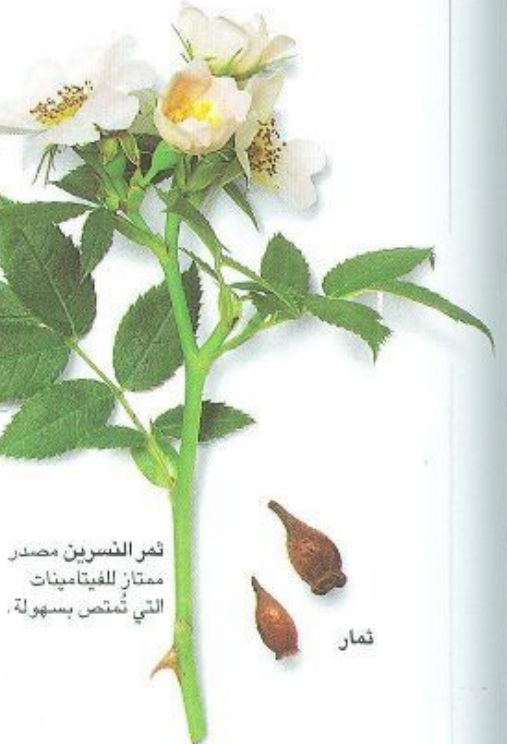 ثمر النسرين مصدر
ممتاز للفيتامينات
التي تُمتص بسهولة.
ثمار